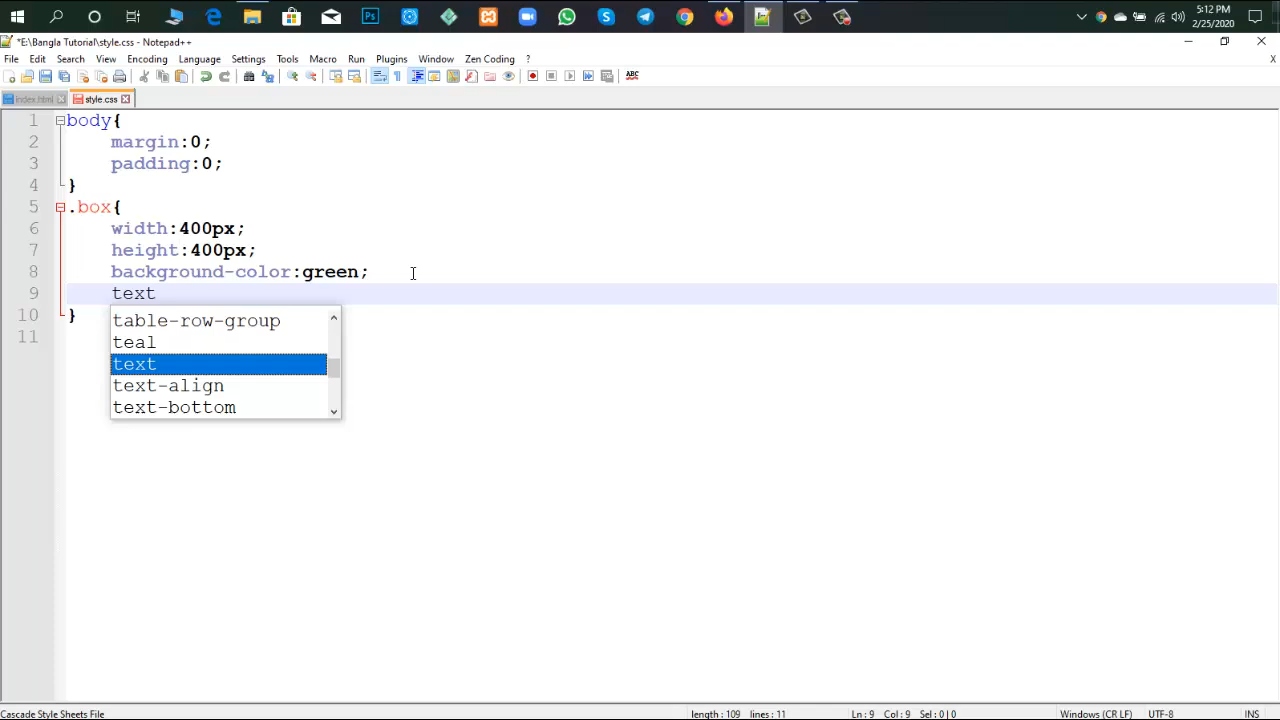 5:12 PM
2/25/2020
*E:\Bangla Tutorial\style.css - Notepad++
File Edit Search View Encoding Language Settings Tools Macro Run Plugins Window Zen Coding ? X
ABC
index.html style.css
1 body{
2 margin:0;
3 padding:0;
4 }
5 .box{
6 width:400px;
7 height:400px;
8 background-color:green;
9 text
10 }
table-row-group
11
teal
text
text-align
text-bottom
Cascade Style Sheets File length : 109 lines : 11 Ln : 9 Col : 9 Sel : 0 | 0 Windows (CR LF) UTF-8 INS